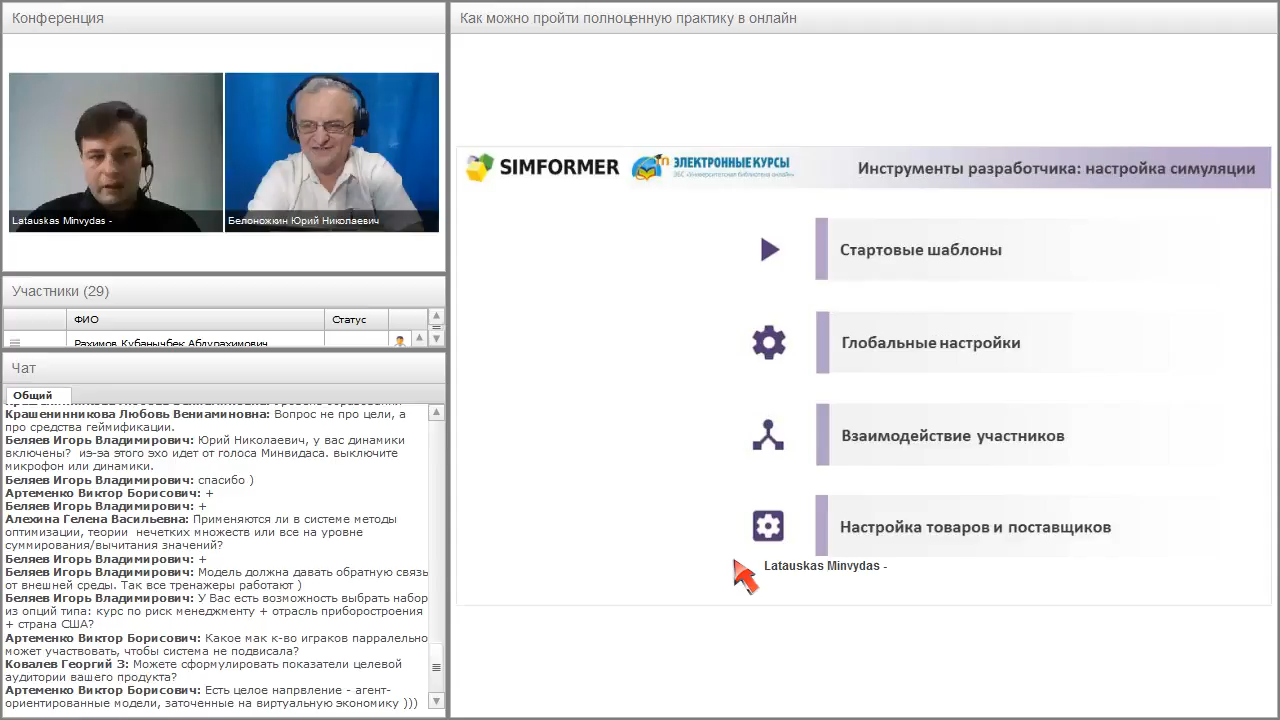 Конференция
Latauskas Minvydas -
Белоножкин Юрий Николаевич
Участники (29)
ФИО
Статус
Рахимов Кубанычбек Абдурахимович
Чат
Общий
Крашенинникова Любовь Вениаминовна: Вопрос не про цели, а
про средства геймификации.
Беляев Игорь Владимирович: Юрий Николаевич, у вас динамики
включены? из-за этого эхо идет от голоса Минвидаса. выключите
микрофон или динамики.
Беляев Игорь Владимирович: спасибо )
Артеменко Виктор Борисович: +
Беляев Игорь Владимирович: +
Алехина Гелена Васильевна: Применяются ли в системе методы
оптимизации, теории нечетких множеств или все на уровне
суммирования/вычитания значений?
Беляев Игорь Владимирович: +
Беляев Игорь Владимирович: Модель должна давать обратную связь
от внешней среды. Так все тренажеры работают )
Беляев Игорь Владимирович: У Вас есть возможность выбрать набор
из опций типа: курс по риск менеджменту + отрасль приборостроения
+ страна США?
Артеменко Виктор Борисович: Какое мак к-во играков парралельно
может участвовать, чтобы система не подвисала?
Ковалев Георгий З: Можете сформулировать показатели целевой
аудитории вашего продукта?
Артеменко Виктор Борисович: Есть целое напрвление - агент-
ориентированные модели, заточенные на виртуальную экономику )))
Как можно пройти полноценную практику в онлайн
SIMFORMER
ЭЛЕКТРОННЫЕ КУРСЫ
ЭБС «Университетская библиотека онлайн»
Инструменты разработчика: настройка симуляции
Стартовые шаблоны
Глобальные настройки
Взаимодействие участников
Настройка товаров и поставщиков
Latauskas Minvydas -